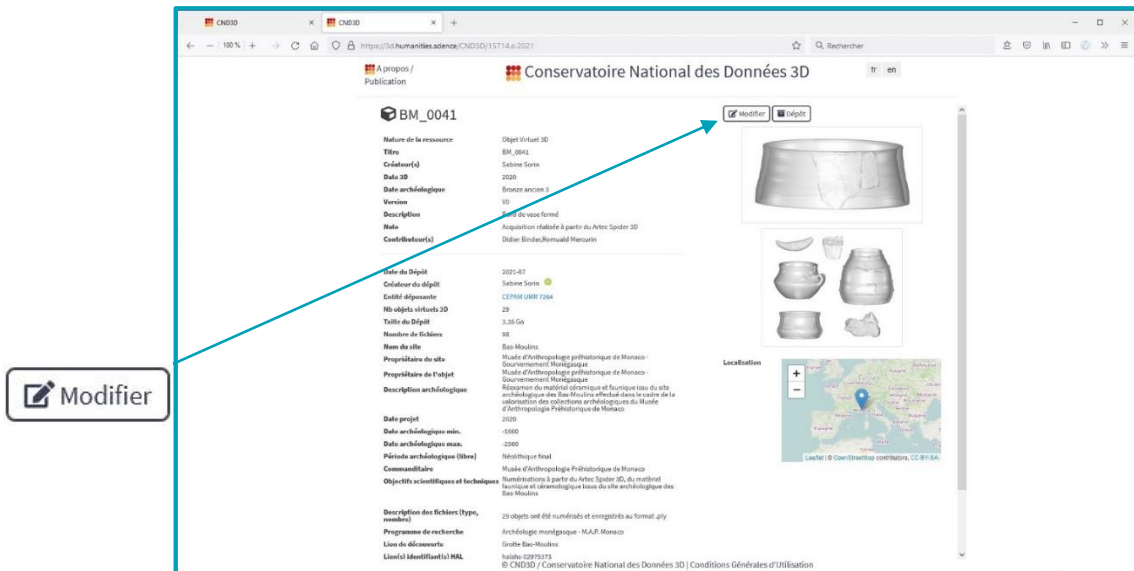 CND3D
CND3D
100 %
https://3d.humanities.science/CND3D/15714.o.2021
Rechercher
A propos /
Publication
Conservatoire National des Données 3D
fr en
BM_0041
Modifier
Dépôt
Nature de la ressource Objet Virtuel 3D
Titre BM_0041
Créateur(s) Sabine Sorin
Date 3D 2020
Date archéologique Bronze ancien 3
Version V0
Description Bord de vase fermé
Note Acquisition réalisée à partir du Artec Spider 3D
Contributeur(s) Didier Binder,Romuald Mercurin
Date du Dépôt 2021-07
Créateur du dépôt Sabine Sorin
Entité déposante CEPAM UMR 7264
Nb objets virtuels 3D 29
Taille du Dépôt 3.35 Go
Nombre de fichiers 88
Nom du site Bas-Moulins
Propriétaire du site Musée d'Anthropologie préhistorique de Monaco -
Gouvernement Monégasque
Propriétaire de l'objet Musée d'Anthropologie préhistorique de Monaco -
Gouvernement Monégasque
Description archéologique Réexamen du matériel céramique et faunique issu du site
archéologique des Bas-Moulins effectué dans le cadre de la
valorisation des collections archéologiques du Musée
d'Anthropologie Préhistorique de Monaco
Date projet 2020
Date archéologique min.
Date archéologique max.
Période archéologique (libre) Néolithique final
Commanditaire Musée d'Anthropologie Préhistorique de Monaco
Objectifs scientifiques et techniques Numérisations à partir du Artec Spider 3D, du matériel
faunique et céramologique issus du site archéologique des
Bas-Moulins
Description des fichiers (type,
nombre) 29 objets ont été numérisés et enregistrés au format .ply
Programme de recherche Archéologie monégasque - M.A.P. Monaco
Lieu de découverte Grotte Bas-Moulins
Lien(s) identifiant(s) HAL halshs-02975373
Localisation
+
−
Leaflet | © OpenStreetMap contributors, CC-BY-SA
© CND3D / Conservatoire National des Données 3D | Conditions Générales d'Utilisation
Modifier